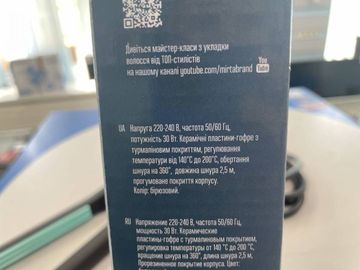 Дивіться майстер-класи з укладки
волосся від ТОП-стилістів
на нашому каналі youtube.com/mirtabrand
You
Tube
UA Напруга 220-240 В, частота 50/60 Гц,
потужність 30 Вт. Керамічні пластини-гофре з
турмаліновим покриттям, регулювання
температури від 140°С до 200°С, обертання
шнура на 360°, довжина шнура 2,5 м,
прогумоване покриття корпусу.
Колір: бірюзовий.
RU Напряжение 220-240 В, частота 50/60 Гц,
мощность 30 Вт. Керамические
пластины-гофре с турмалиновым покрытием,
регулировка температуры от 140 °С до 200 °С,
вращение шнура на 360°, длина шнура 2,5 м,
Прорезиненное покрытие корпуса. Цвет: